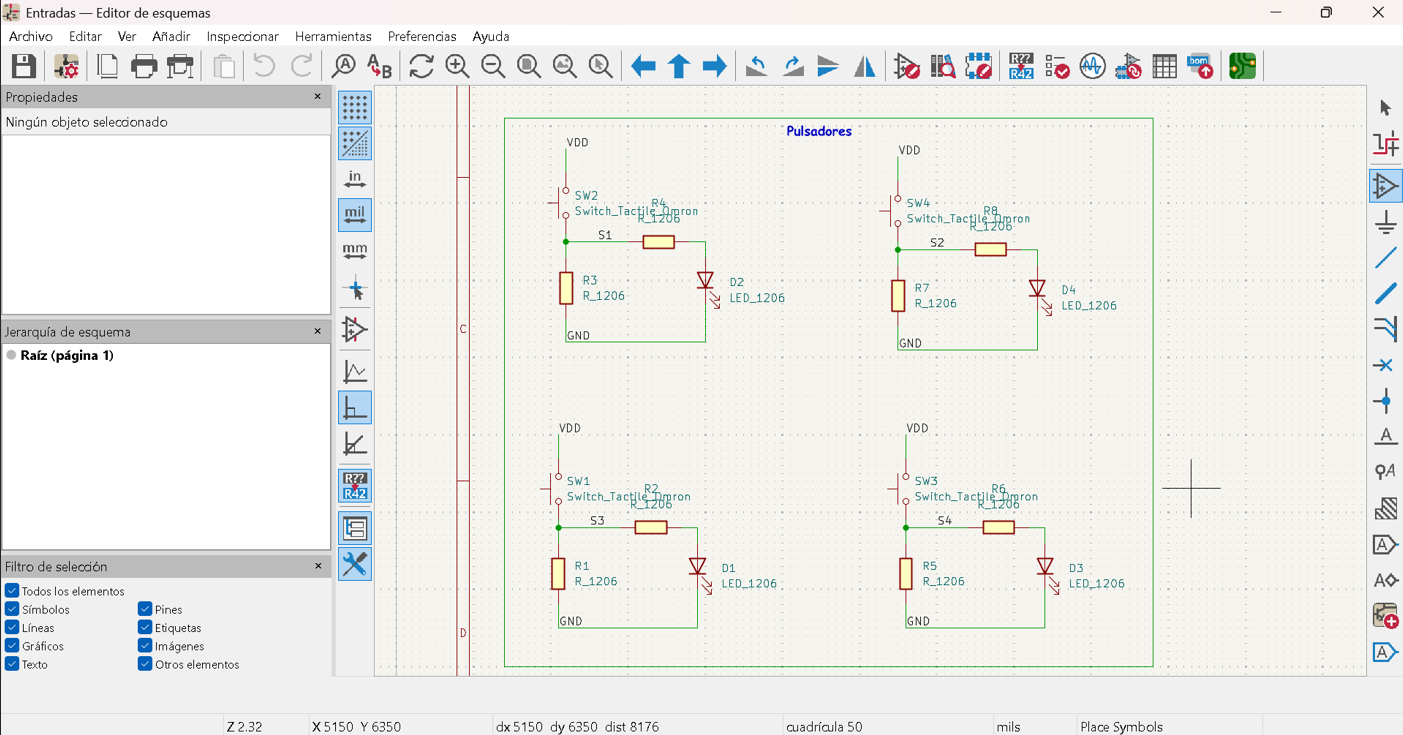 Entradas — Editor de esquemas
Archivo Editar Ver Añadir Inspeccionar Herramientas Preferencias Ayuda
A B
R?? R42
bom
Propiedades
Ningún objeto seleccionado
in
mil
mm
R??
R42
Jerarquía de esquema
Raíz (página 1)
Filtro de selección
Todos los elementos
Símbolos Pines
Líneas Etiquetas
Gráficos Imágenes
Texto Otros elementos
C
D
Pulsadores
VDD
SW2
Switch_Tactile_Omron
R4
R_1206
S1
R3
R_1206
D2
LED_1206
GND
VDD
SW4
Switch_Tactile_Omron
R8
R_1206
S2
R7
R_1206
D4
LED_1206
GND
VDD
SW1
Switch_Tactile_Omron
R2
R_1206
S3
R1
R_1206
D1
LED_1206
GND
VDD
SW3
Switch_Tactile_Omron
R6
R_1206
S4
R5
R_1206
D3
LED_1206
GND
A
A
A
A
A
Z 2.32 X 5150 Y 6350 dx 5150 dy 6350 dist 8176 cuadrícula 50 mils Place Symbols